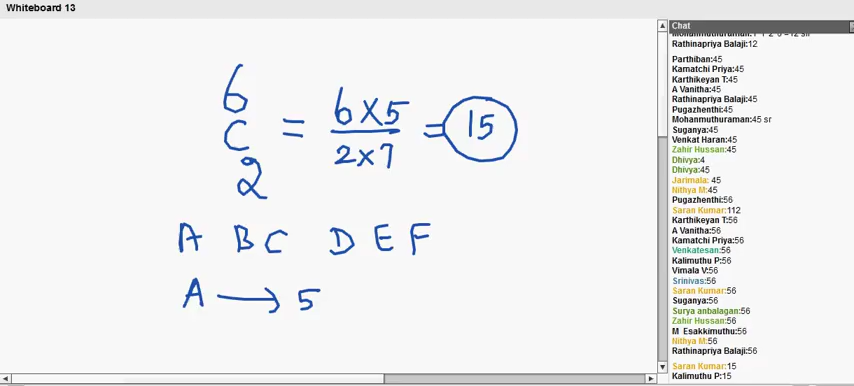 Whiteboard 13
6
C = 6 × 5 / 2 × 1 = 15
2
A B C D E F
A → 5
Chat
Rathinapriya Balaji:12
Parthiban:45
Kamatchi Priya:45
Karthikeyan T:45
A Vanitha:45
Rathinapriya Balaji:45
Pugazhenthi:45
Mohanmuthuraman:45 sr
Suganya:45
Venkat Haran:45
Zahir Hussan:45
Dhivya:4
Dhivya:45
Jarimala: 45
Nithya M:45
Pugazhenthi:56
Saran Kumar:112
Karthikeyan T:56
A Vanitha:56
Kamatchi Priya:56
Venkatesan:56
Kalimuthu P:56
Vimala V:56
Srinivas:56
Saran Kumar:56
Suganya:56
Surya anbalagan:56
Zahir Hussan:56
M Esakkimuthu:56
Nithya M:56
Rathinapriya Balaji:56
Saran Kumar:15
Kalimuthu P:15